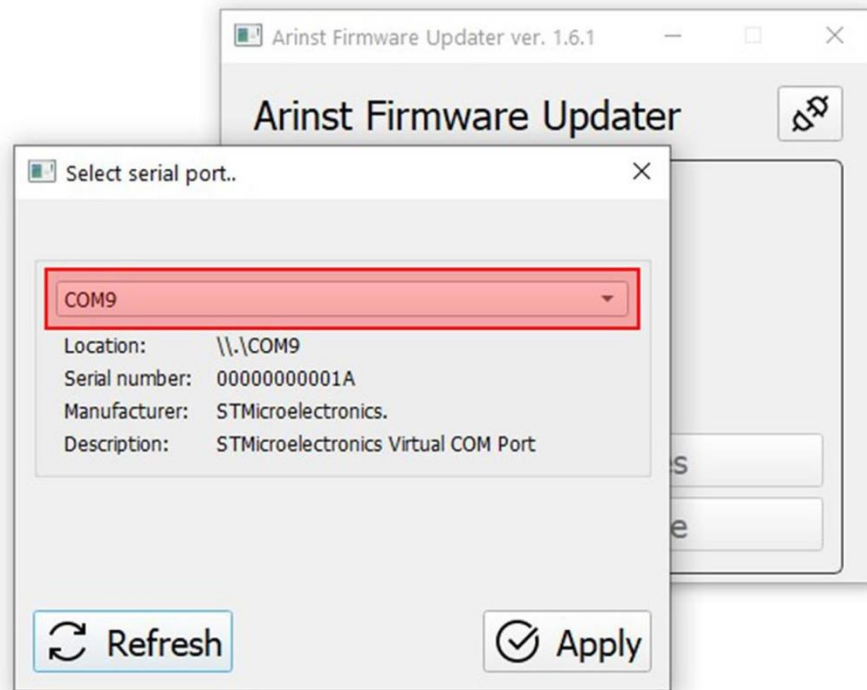 Arinst Firmware Updater ver. 1.6.1
Arinst Firmware Updater
Select serial port..
COM9
Location: \\.\COM9
Serial number: 00000000001A
Manufacturer: STMicroelectronics.
Description: STMicroelectronics Virtual COM Port
Refresh
Apply